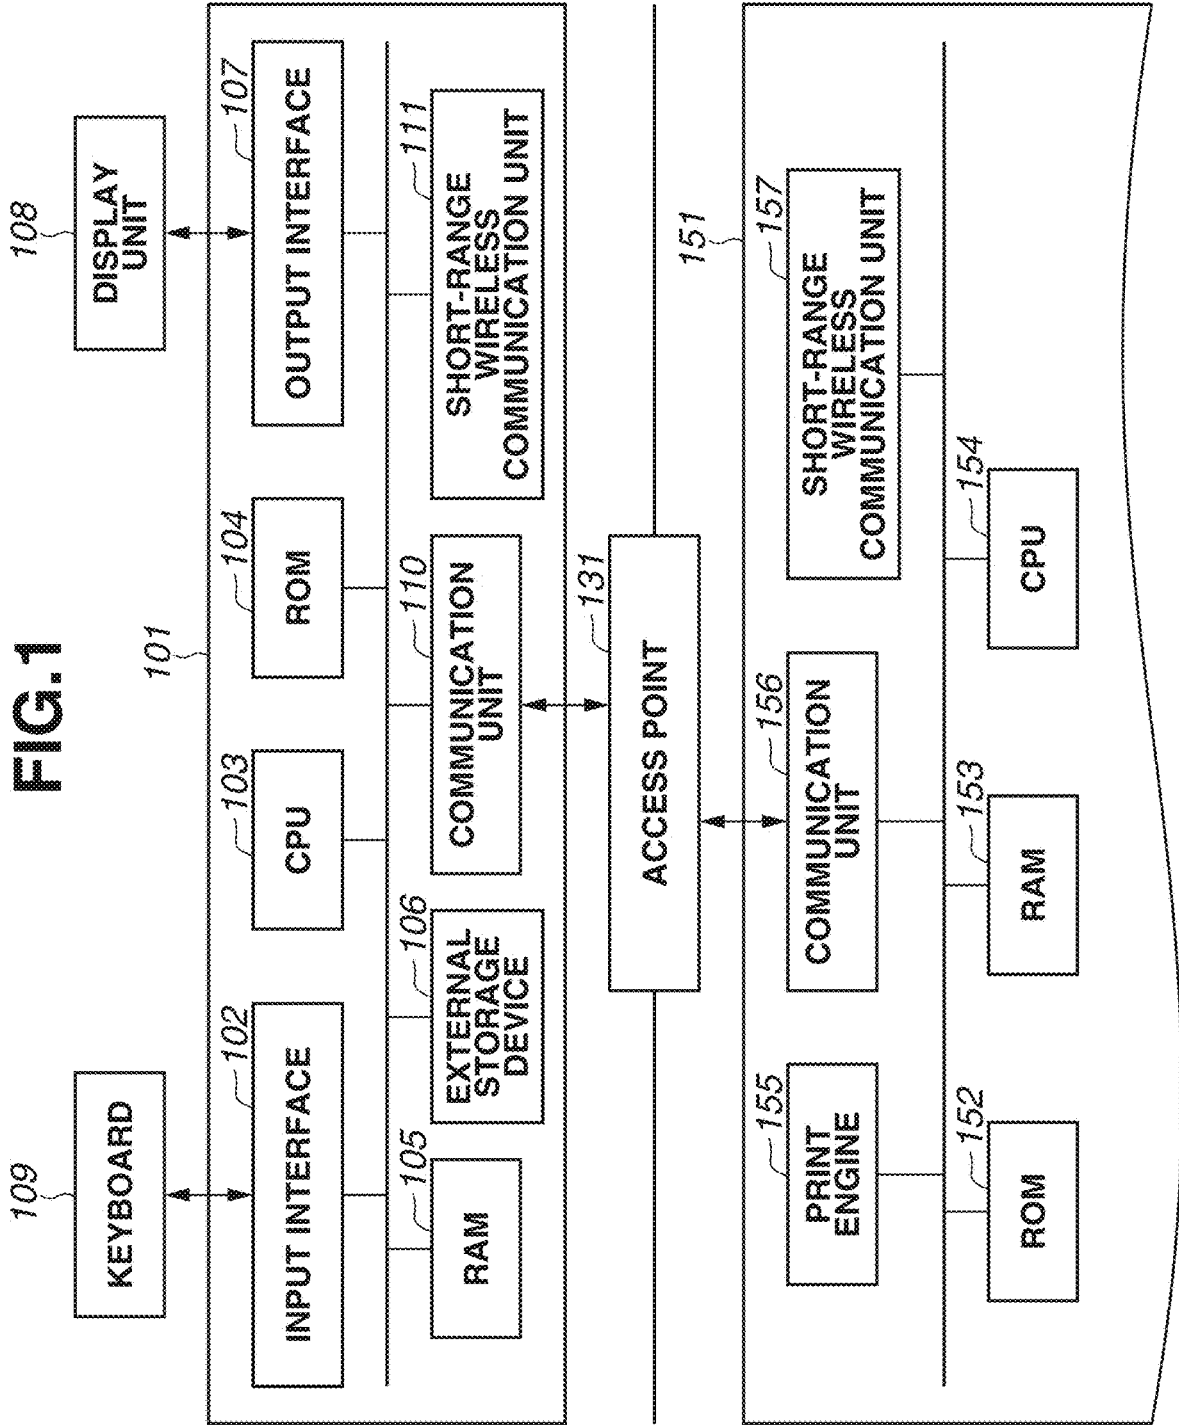 FIG.1
109
KEYBOARD
108
DISPLAY
UNIT
101
102
INPUT INTERFACE
103
CPU
104
ROM
107
OUTPUT INTERFACE
105
RAM
106
EXTERNAL
STORAGE
DEVICE
110
COMMUNICATION
UNIT
111
SHORT-RANGE
WIRELESS
COMMUNICATION UNIT
131
ACCESS POINT
151
155
PRINT
ENGINE
156
COMMUNICATION
UNIT
157
SHORT-RANGE
WIRELESS
COMMUNICATION UNIT
152
ROM
153
RAM
154
CPU